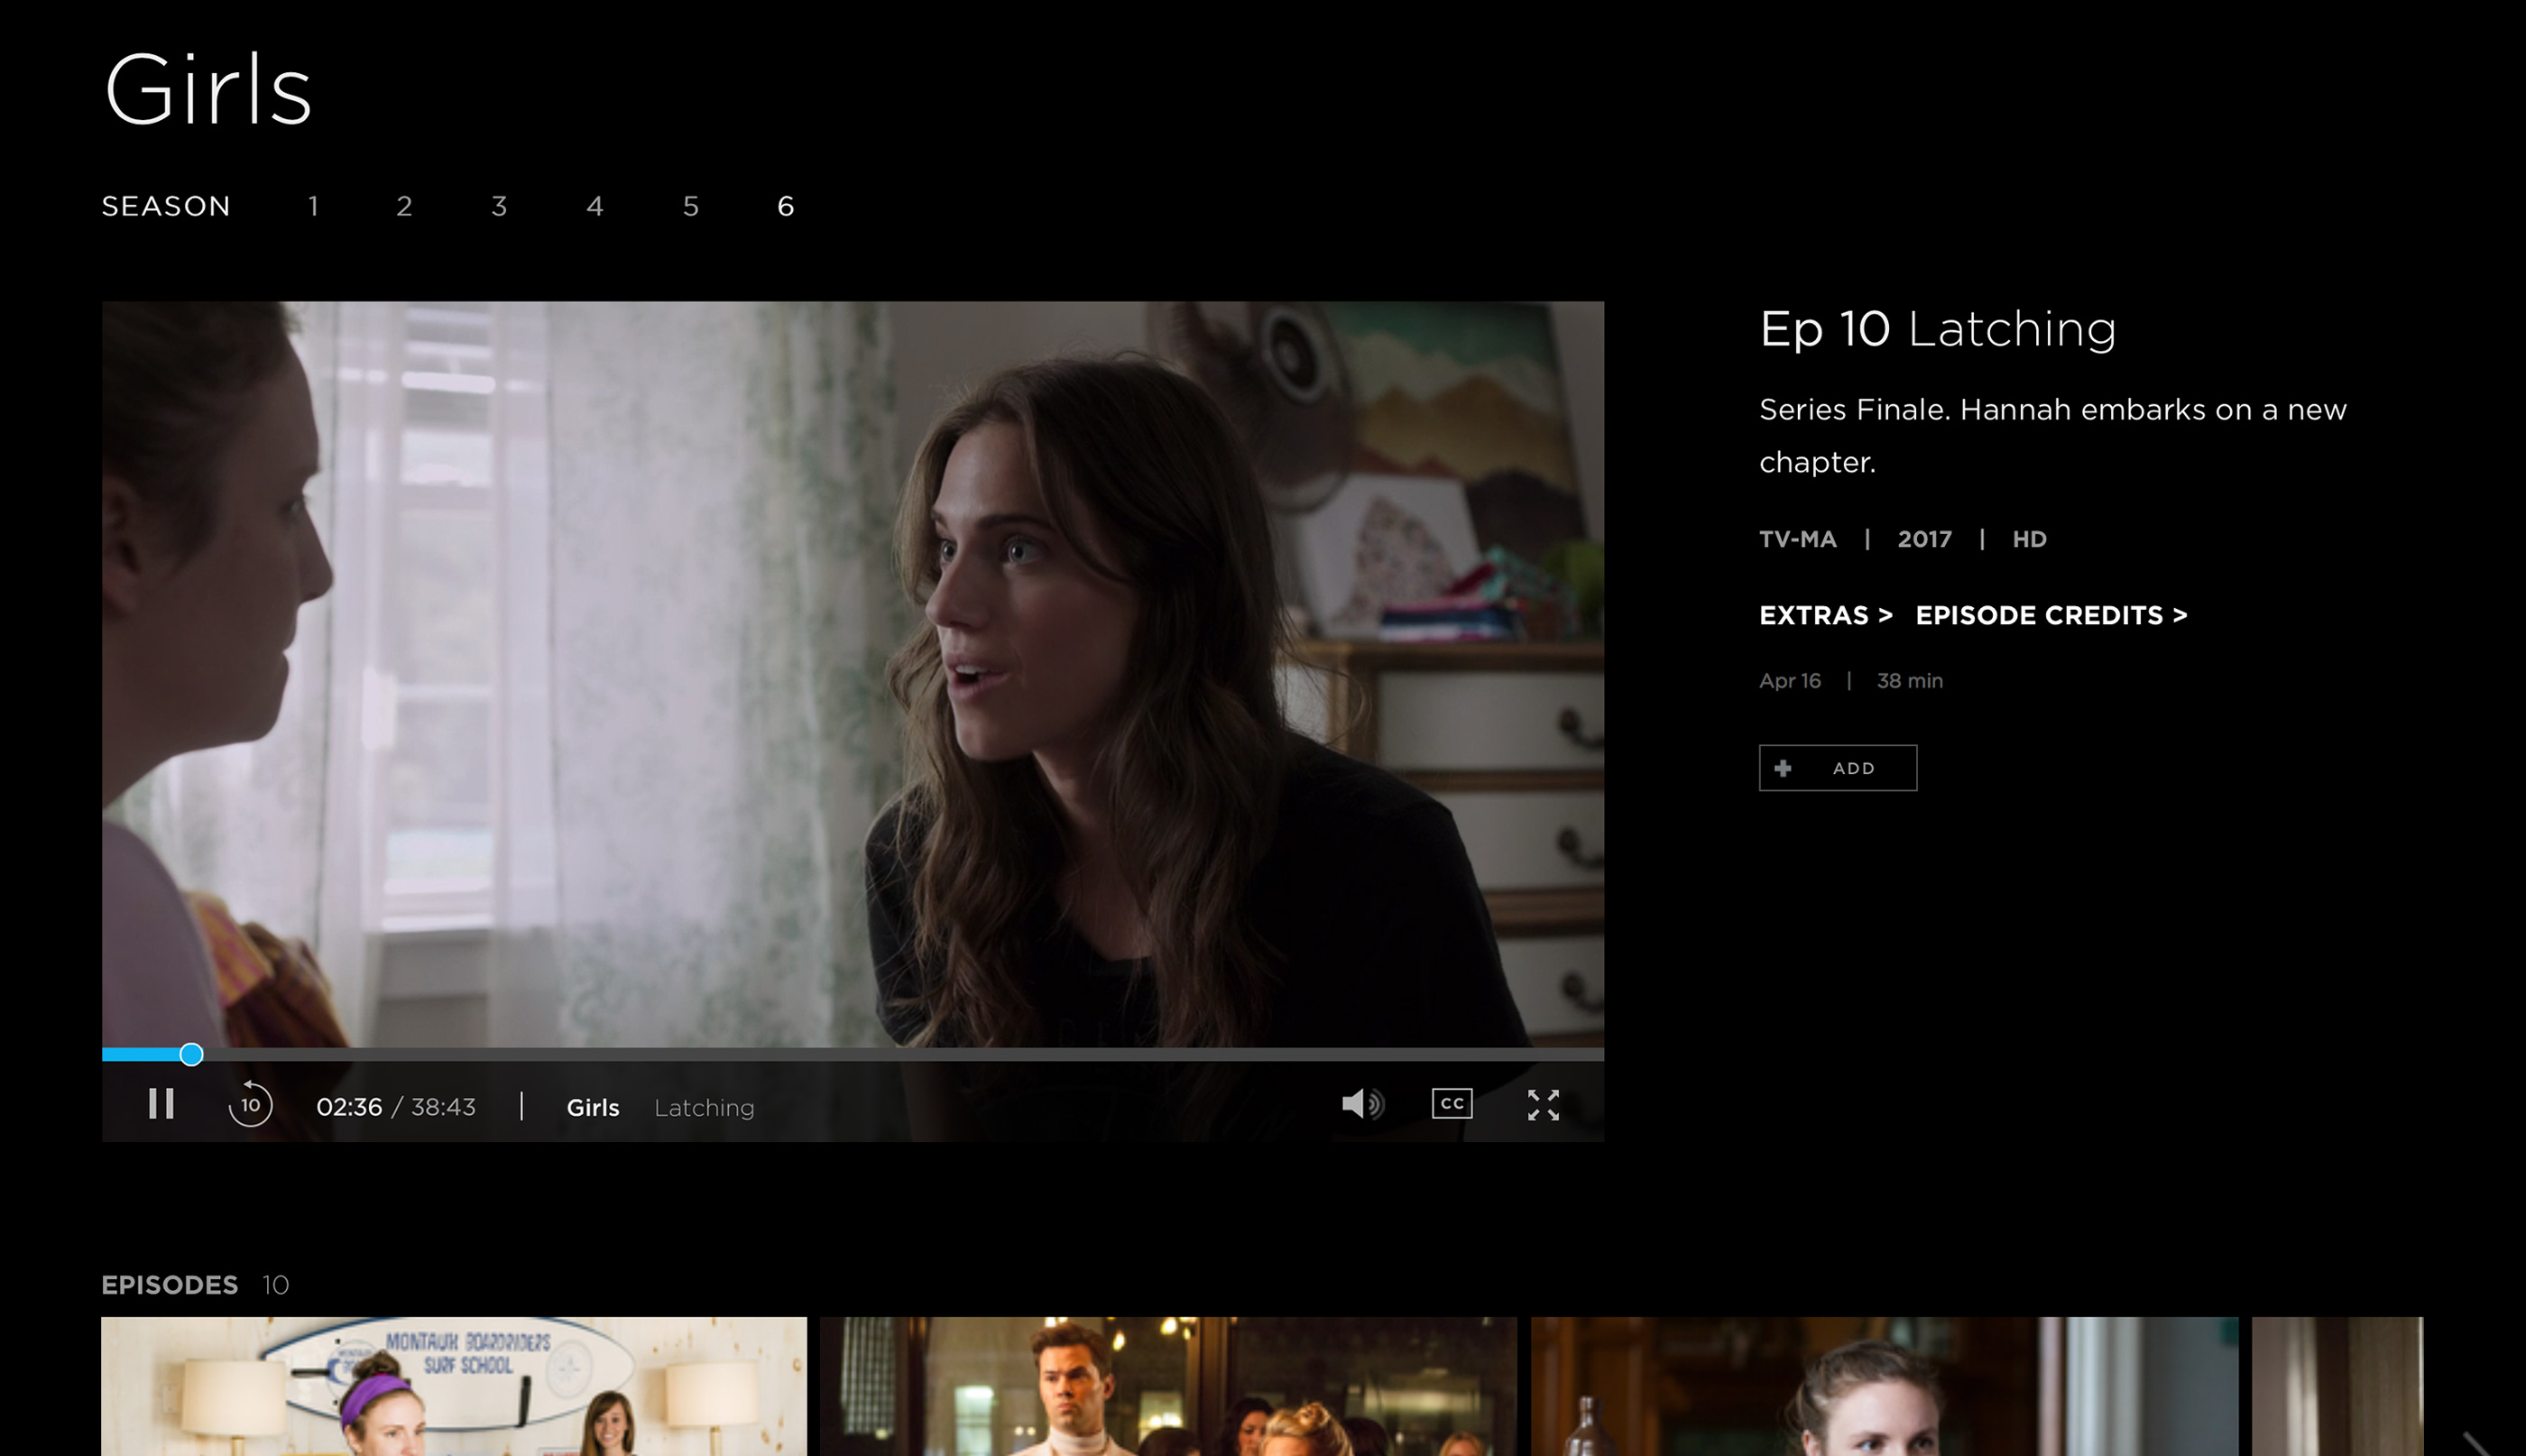 Girls
SEASON 1 2 3 4 5 6
Ep 10 Latching
Series Finale. Hannah embarks on a new
chapter.
TV-MA | 2017 | HD
EXTRAS > EPISODE CREDITS >
Apr 16 | 38 min
ADD
10 02:36 / 38:43 | Girls Latching CC
EPISODES 10
MONTAUK BOARDRIDERS
SURF SCHOOL